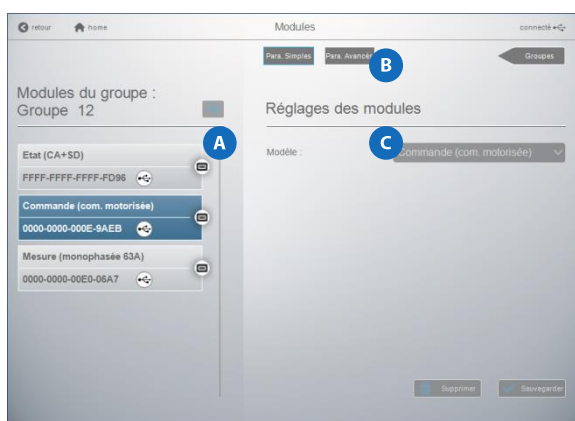 retour
home
Modules
connecté
Para. Simples
Para. Avancés
B
Groupes
Modules du groupe :
Groupe 12
Réglages des modules
A
Etat (CA+SD)
FFFF-FFFF-FFFF-FD96
Modèle :
C
Commande (com. motorisée)
Commande (com. motorisée)
0000-0000-000E-9AEB
Mesure (monophasée 63A)
0000-0000-00E0-06A7
Supprimer
Sauvegarder